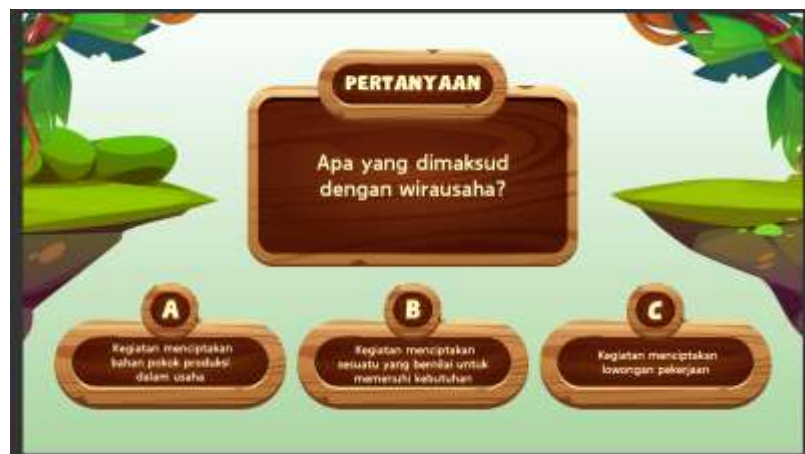 PERTANYAAN
Apa yang dimaksud
dengan wirausaha?
A
Kegiatan menciptakan
bahan pokok produksi
dalam usaha
B
Kegiatan menciptakan
sesuatu yang bernilai untuk
memenuhi kebutuhan
C
Kegiatan menciptakan
lowongan pekerjaan